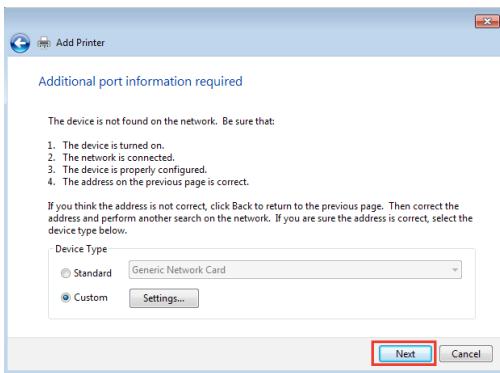 Add Printer
Additional port information required
The device is not found on the network. Be sure that:
1. The device is turned on.
2. The network is connected.
3. The device is properly configured.
4. The address on the previous page is correct.
If you think the address is not correct, click Back to return to the previous page. Then correct the
address and perform another search on the network. If you are sure the address is correct, select the
device type below.
Device Type
Standard Generic Network Card
Custom Settings...
Next Cancel